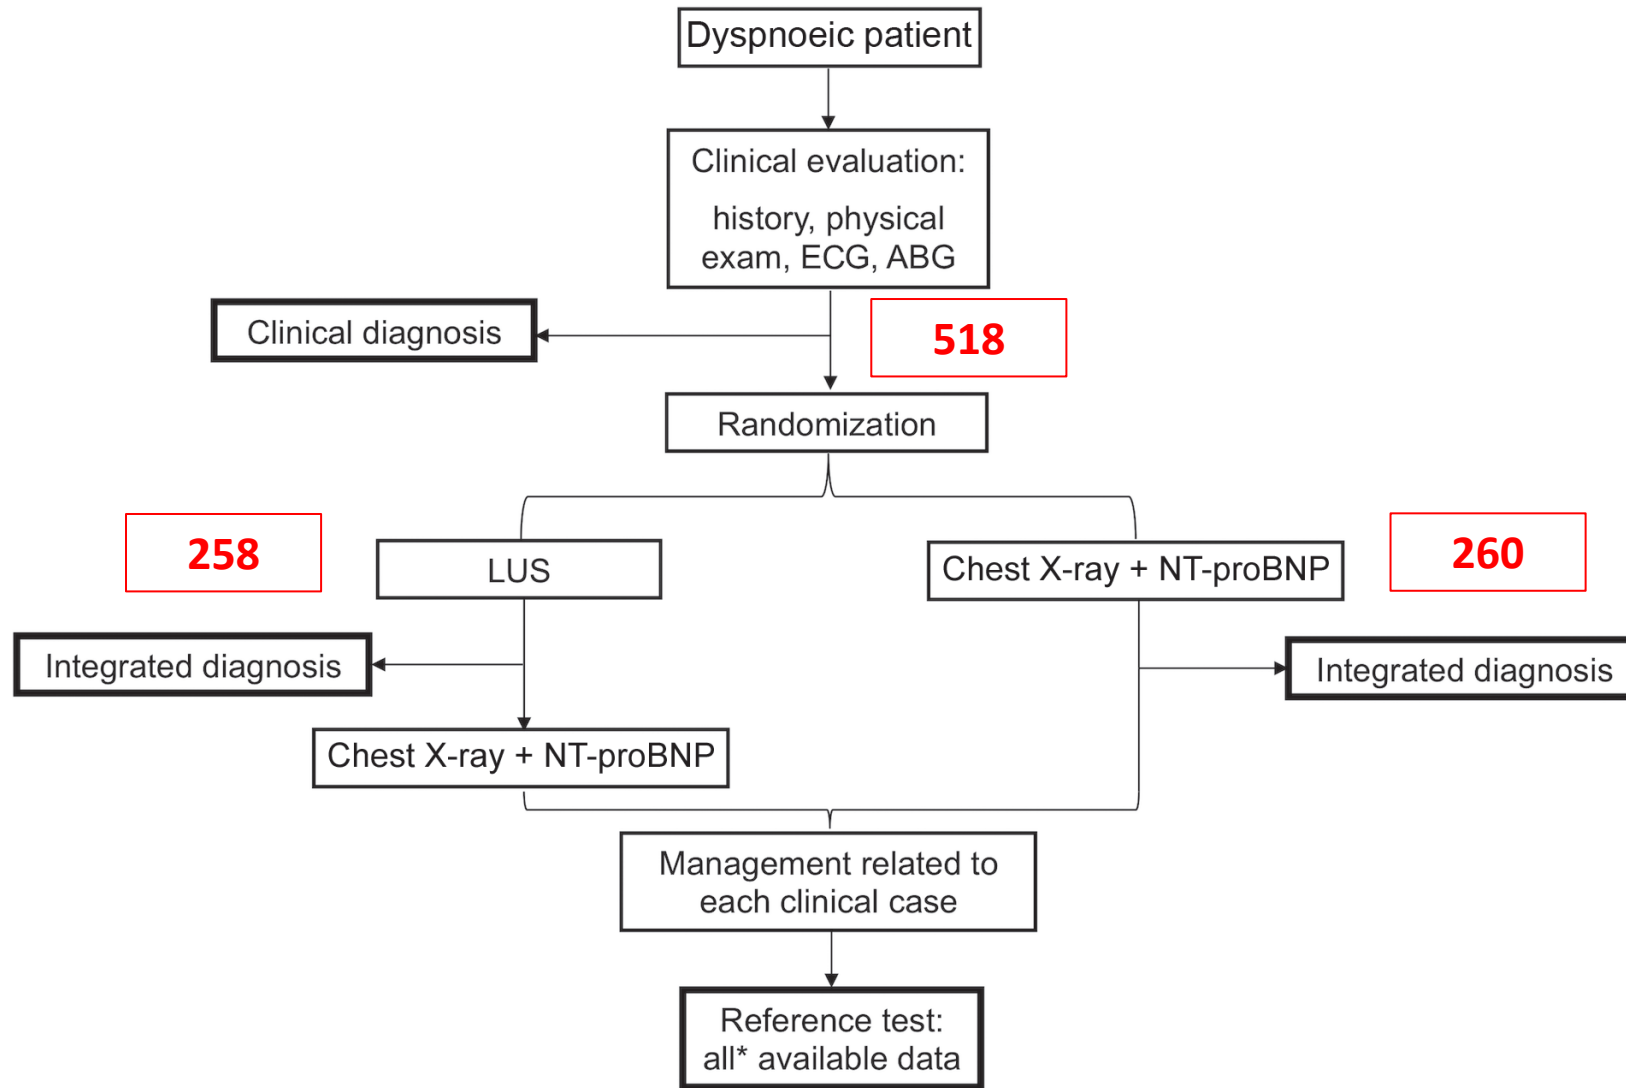 Dyspnoeic patient
Clinical evaluation:
history, physical
exam, ECG, ABG
Clinical diagnosis
518
Randomization
258
LUS
Chest X-ray + NT-proBNP
260
Integrated diagnosis
Integrated diagnosis
Chest X-ray + NT-proBNP
Management related to
each clinical case
Reference test:
all* available data